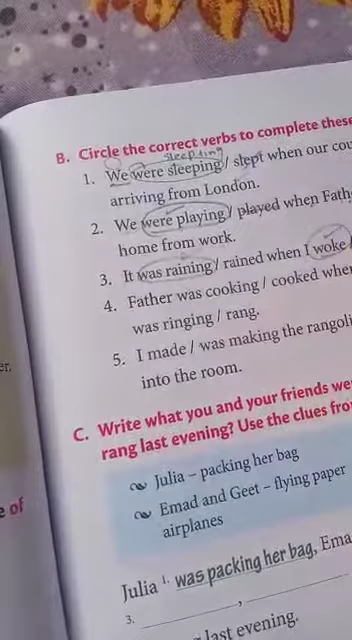 B. Circle the correct verbs to complete these
sleeping
1. We were sleeping / slept when our cou
arriving from London.
2. We were playing / played when Fath
home from work.
3. It was raining / rained when I woke
4. Father was cooking / cooked whe
was ringing / rang.
5. I made / was making the rangoli
into the room.
er.
C. Write what you and your friends we
rang last evening? Use the clues fro
Julia – packing her bag
e of
Emad and Geet – flying paper
airplanes
Julia 1. was packing her bag, Ema
3. ,
last evening.